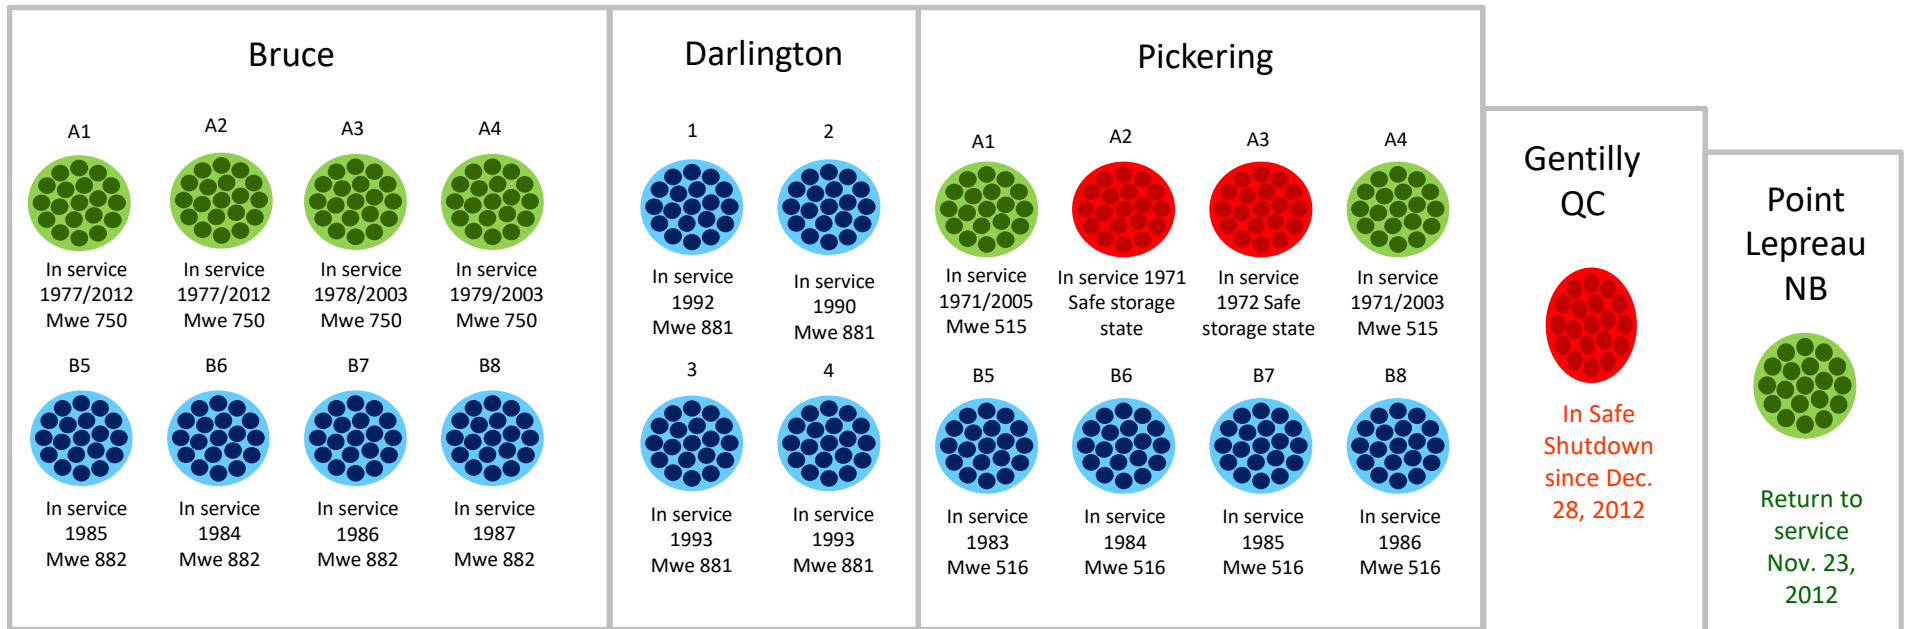 Bruce
A1
In service
1977/2012
Mwe 750
A2
In service
1977/2012
Mwe 750
A3
In service
1978/2003
Mwe 750
A4
In service
1979/2003
Mwe 750
B5
In service
1985
Mwe 882
B6
In service
1984
Mwe 882
B7
In service
1986
Mwe 882
B8
In service
1987
Mwe 882
Darlington
1
In service
1992
Mwe 881
2
In service
1990
Mwe 881
3
In service
1993
Mwe 881
4
In service
1993
Mwe 881
Pickering
A1
In service
1971/2005
Mwe 515
A2
In service 1971
Safe storage
state
A3
In service
1972 Safe
storage state
A4
In service
1971/2003
Mwe 515
B5
In service
1983
Mwe 516
B6
In service
1984
Mwe 516
B7
In service
1985
Mwe 516
B8
In service
1986
Mwe 516
Gentilly
QC
In Safe
Shutdown
since Dec.
28, 2012
Point
Lepreau
NB
Return to
service
Nov. 23,
2012